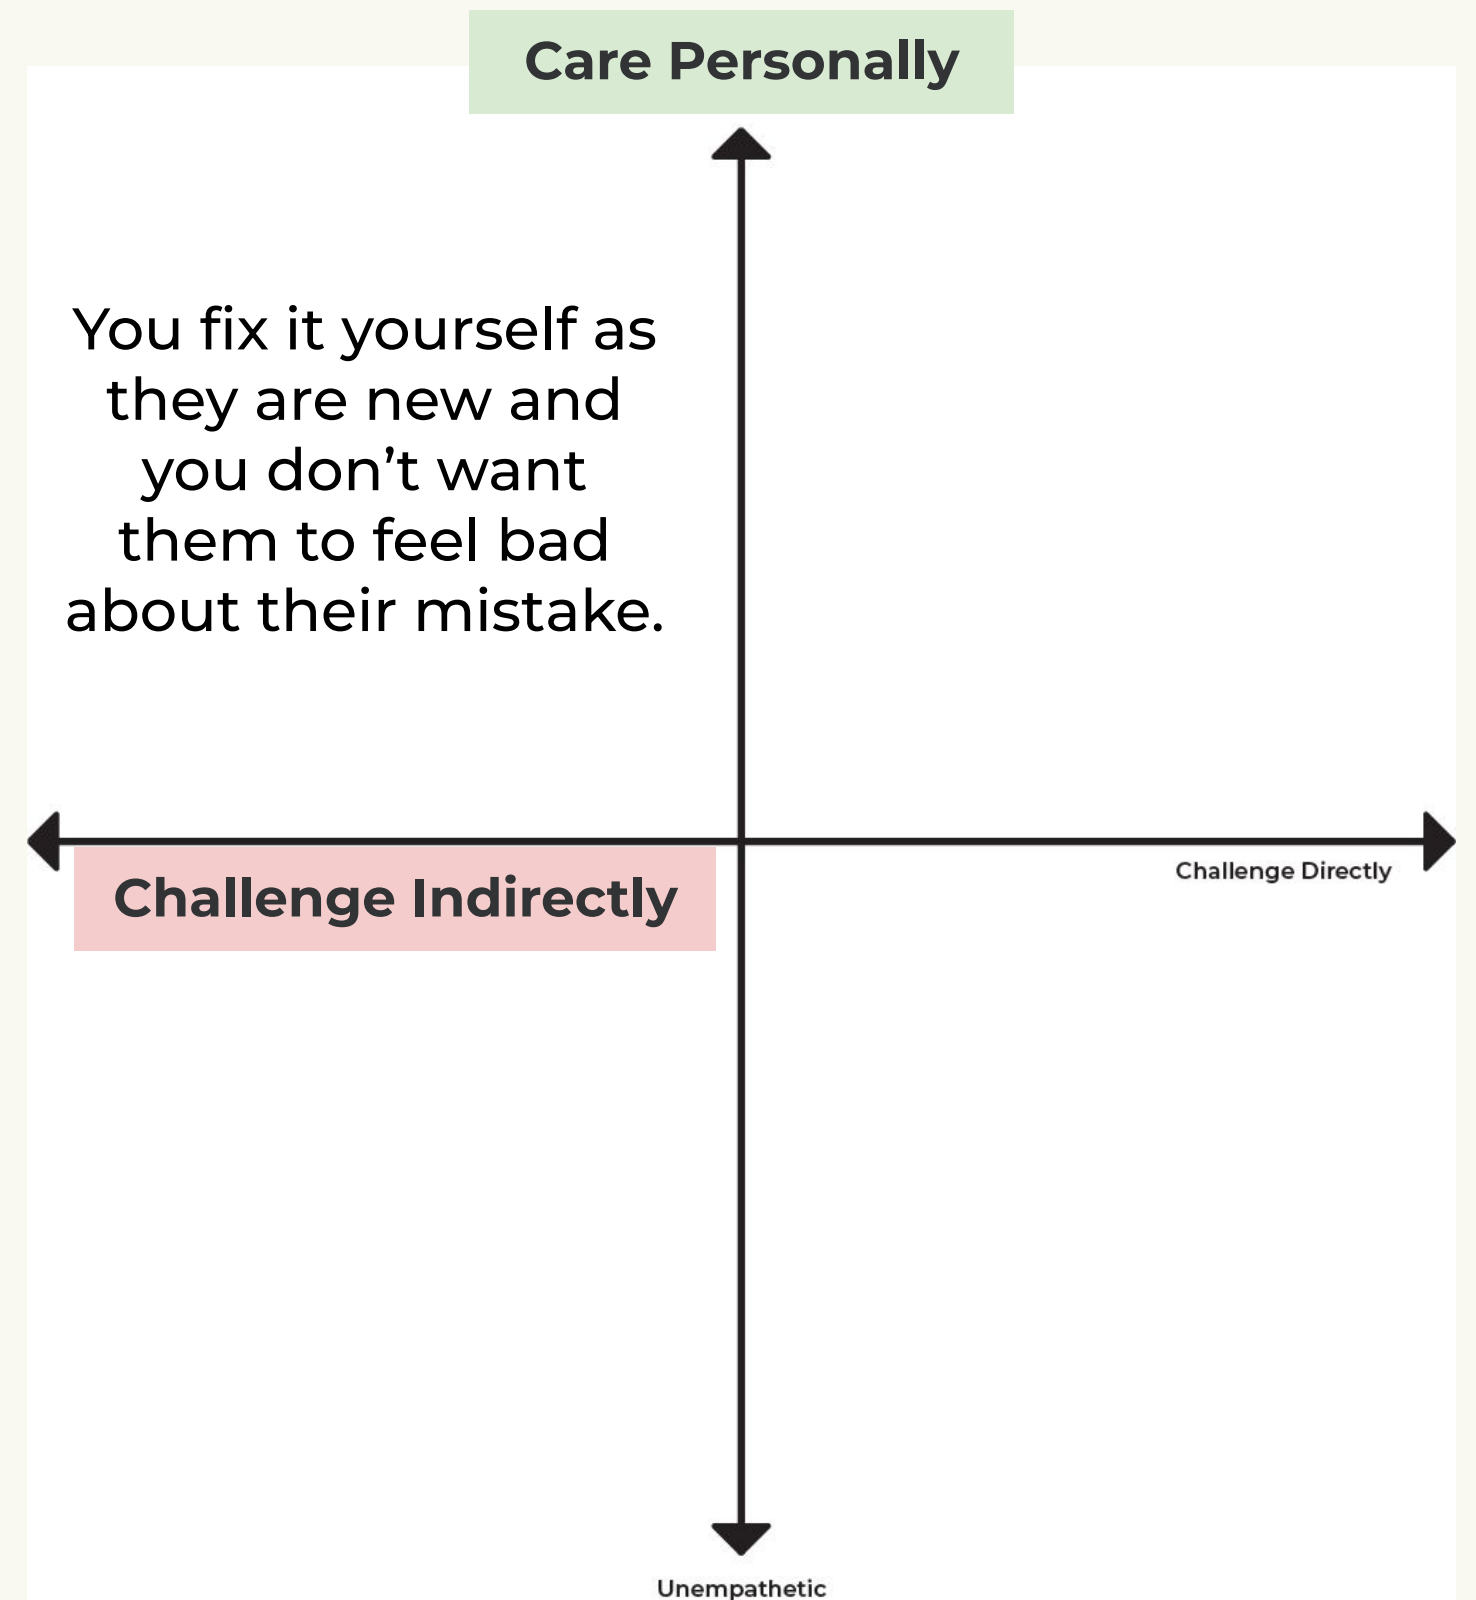 Care Personally
You fix it yourself as
they are new and
you don’t want
them to feel bad
about their mistake.
Challenge Directly
Challenge Indirectly
Unempathetic